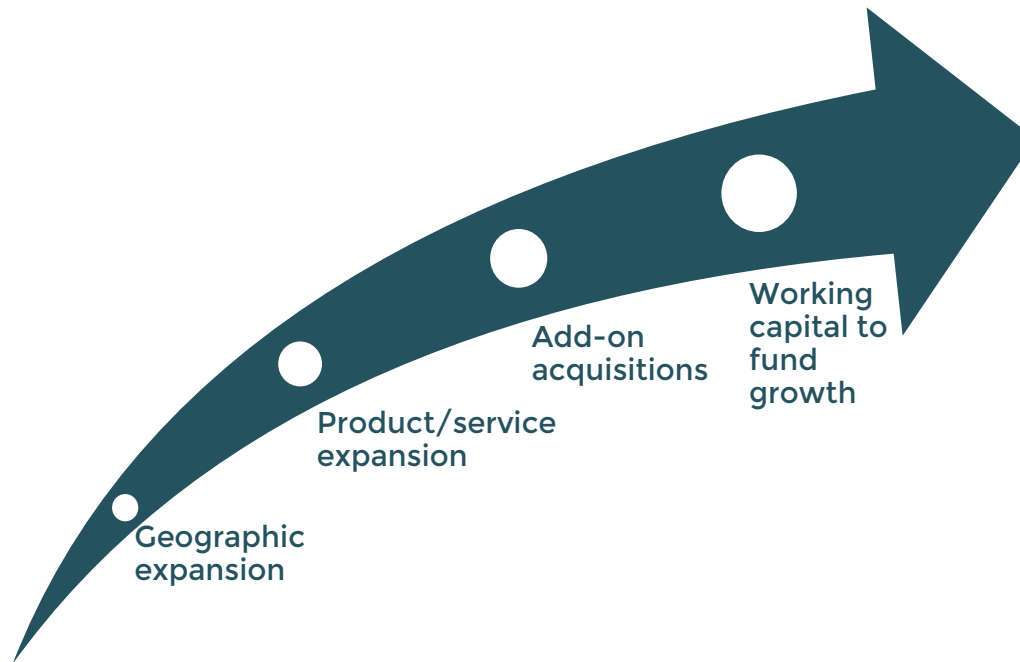 Geographic
expansion
Product/service
expansion
Add-on
acquisitions
Working
capital to
fund
growth